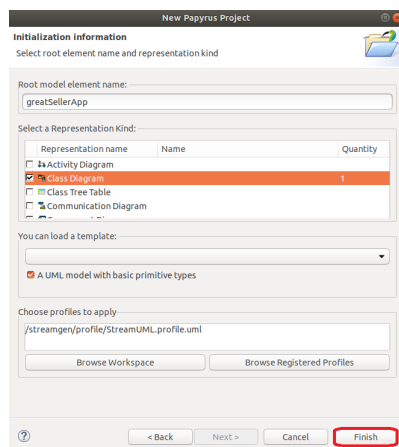 New Papyrus Project
Initialization information
Select root element name and representation kind
Root model element name:
greatSellerApp
Select a Representation Kind:
Representation name Name Quantity
Activity Diagram
Class Diagram 1
Class Tree Table
Communication Diagram
You can load a template:
A UML model with basic primitive types
Choose profiles to apply
/streamgen/profile/StreamUML.profile.uml
Browse Workspace Browse Registered Profiles
< Back Next > Cancel Finish